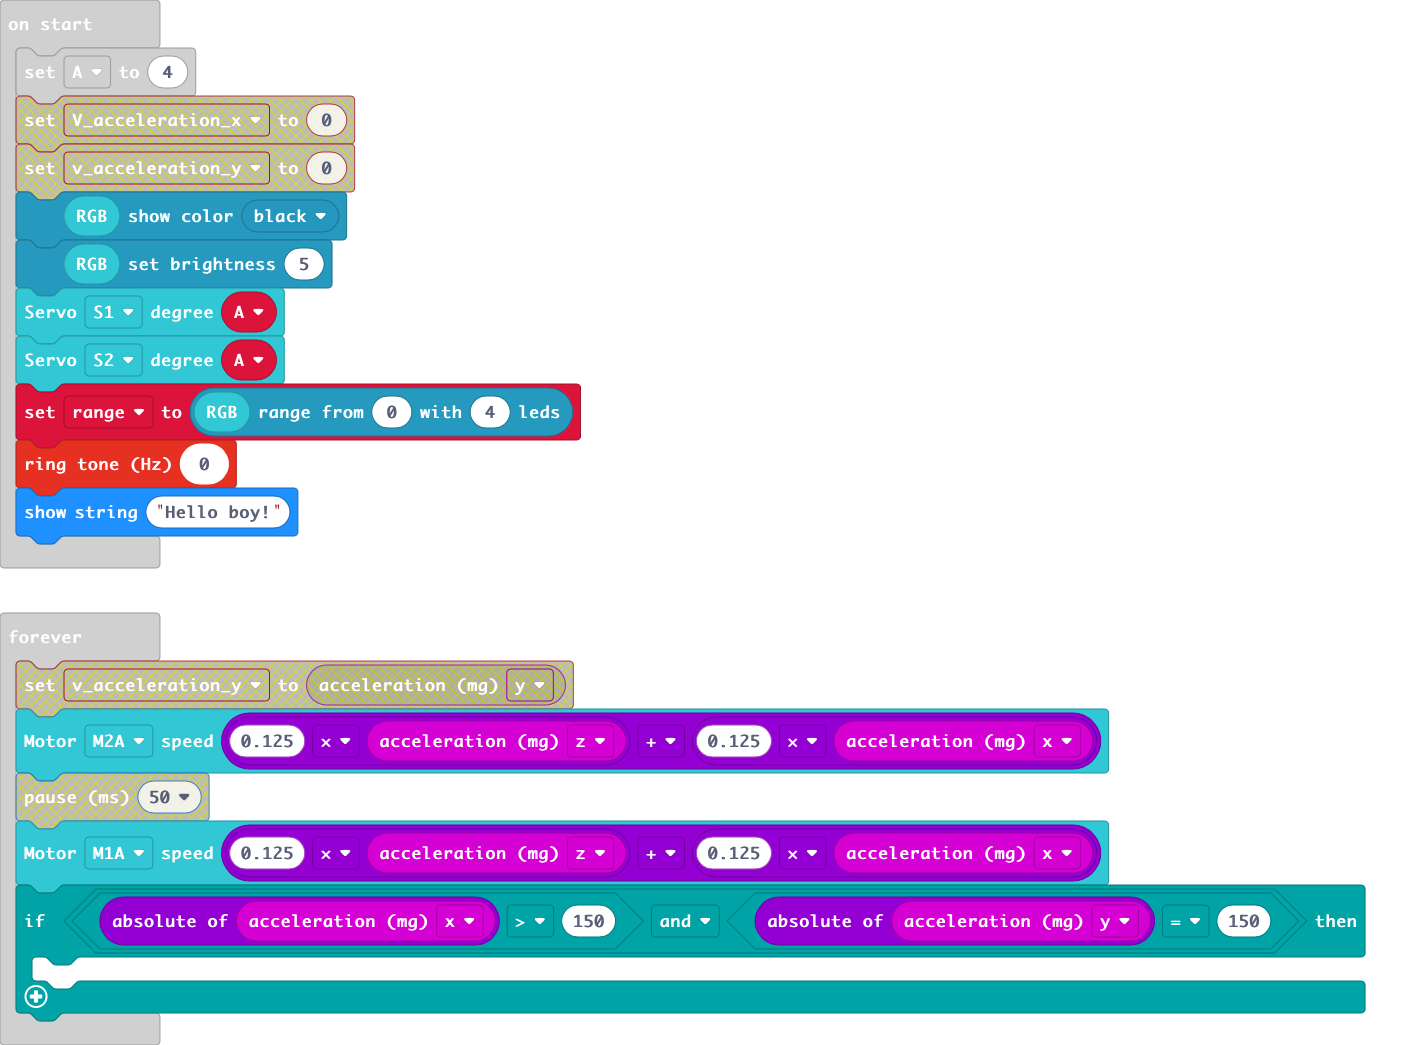 on start
set A to 4
set V_acceleration_x to 0
set v_acceleration_y to 0
RGB show color black
RGB set brightness 5
Servo S1 degree A
Servo S2 degree A
set range to RGB range from 0 with 4 leds
ring tone (Hz) 0
show string "Hello boy!"
forever
set v_acceleration_y to acceleration (mg) y
Motor M2A speed 0.125 x acceleration (mg) z + 0.125 x acceleration (mg) x
pause (ms) 50
Motor M1A speed 0.125 x acceleration (mg) z + 0.125 x acceleration (mg) x
if absolute of acceleration (mg) x > 150 and absolute of acceleration (mg) y = 150 then